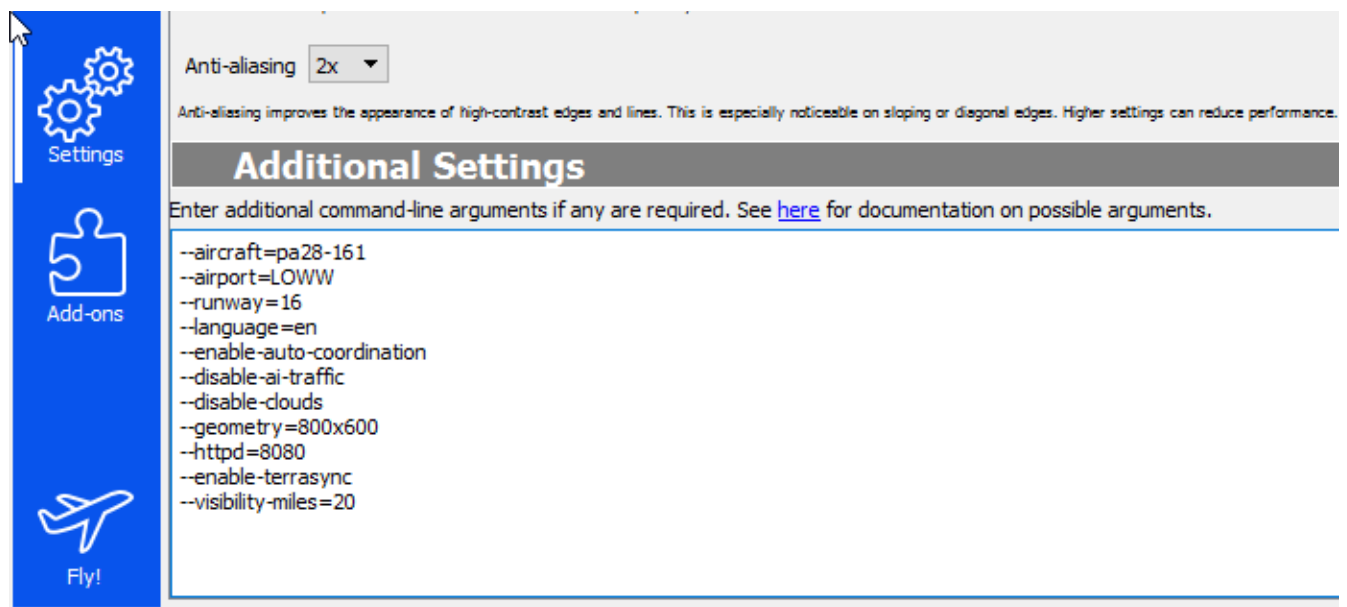 Anti-aliasing 2x
Anti-aliasing improves the appearance of high-contrast edges and lines. This is especially noticeable on sloping or diagonal edges. Higher settings can reduce performance.
Settings
Additional Settings
Enter additional command-line arguments if any are required. See here for documentation on possible arguments.
--aircraft=pa28-161
--airport=LOWW
--runway=16
--language=en
--enable-auto-coordination
--disable-ai-traffic
--disable-clouds
--geometry=800x600
--httpd=8080
--enable-terrasync
--visibility-miles=20
Add-ons
Fly!